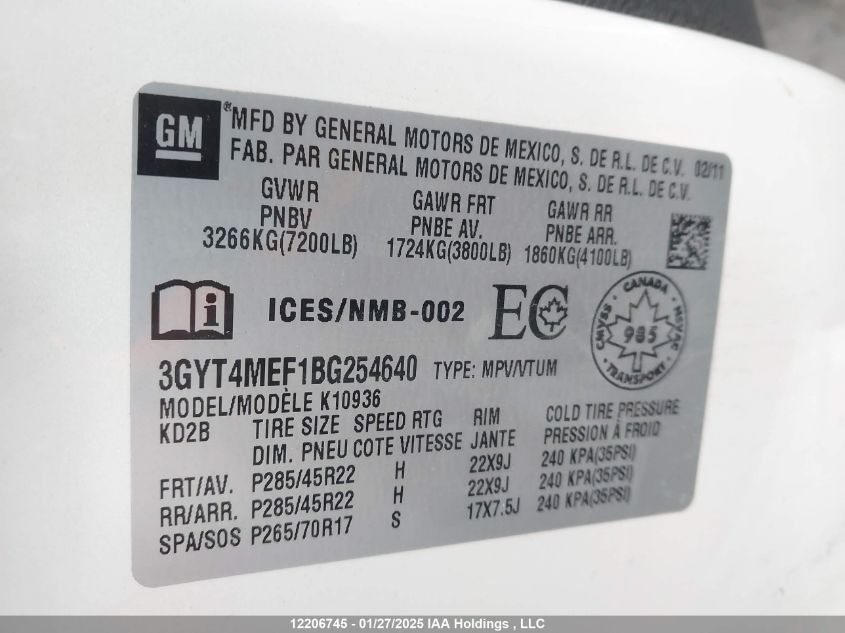 GM
®MFD BY GENERAL MOTORS DE MEXICO, S. DE R.L. DE C.V. 02/11
FAB. PAR GENERAL MOTORS DE MEXICO, S. DE R.L. DE C.V.
GVWR GAWR FRT GAWR RR
PNBV PNBE AV. PNBE ARR.
3266KG(7200LB) 1724KG(3800LB) 1860KG(4100LB)
i ICES/NMB-002 EC CANADA CMVSS NSVAC 985 TRANSPORT
3GYT4MEF1BG254640 TYPE: MPV/VTUM
MODEL/MODÈLE K10936
KD2B TIRE SIZE SPEED RTG RIM COLD TIRE PRESSURE
DIM. PNEU COTE VITESSE JANTE PRESSION À FROID
FRT/AV. P285/45R22 H 22X9J 240 KPA(35PSI)
RR/ARR. P285/45R22 H 22X9J 240 KPA(35PSI)
SPA/SOS P265/70R17 S 17X7.5J 240 KPA(35PSI)
12206745 - 01/27/2025 IAA Holdings , LLC